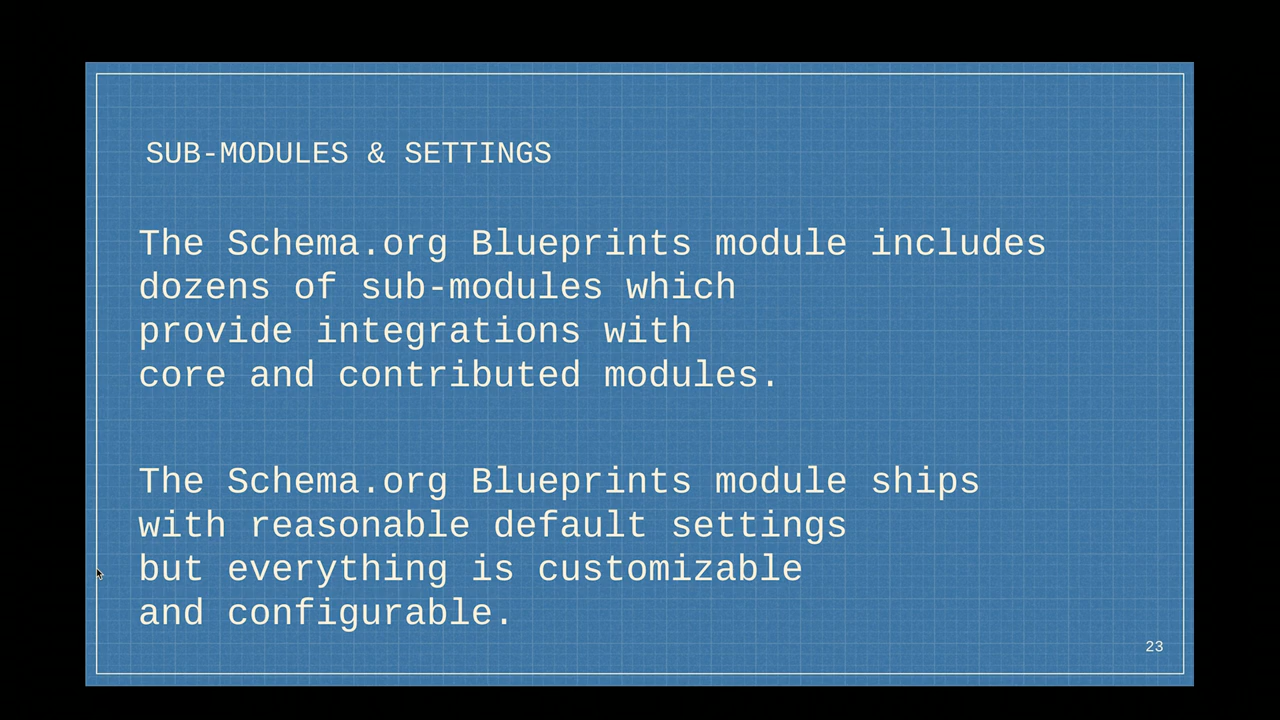 SUB-MODULES & SETTINGS
The Schema.org Blueprints module includes
dozens of sub-modules which
provide integrations with
core and contributed modules.
The Schema.org Blueprints module ships
with reasonable default settings
but everything is customizable
and configurable.
23